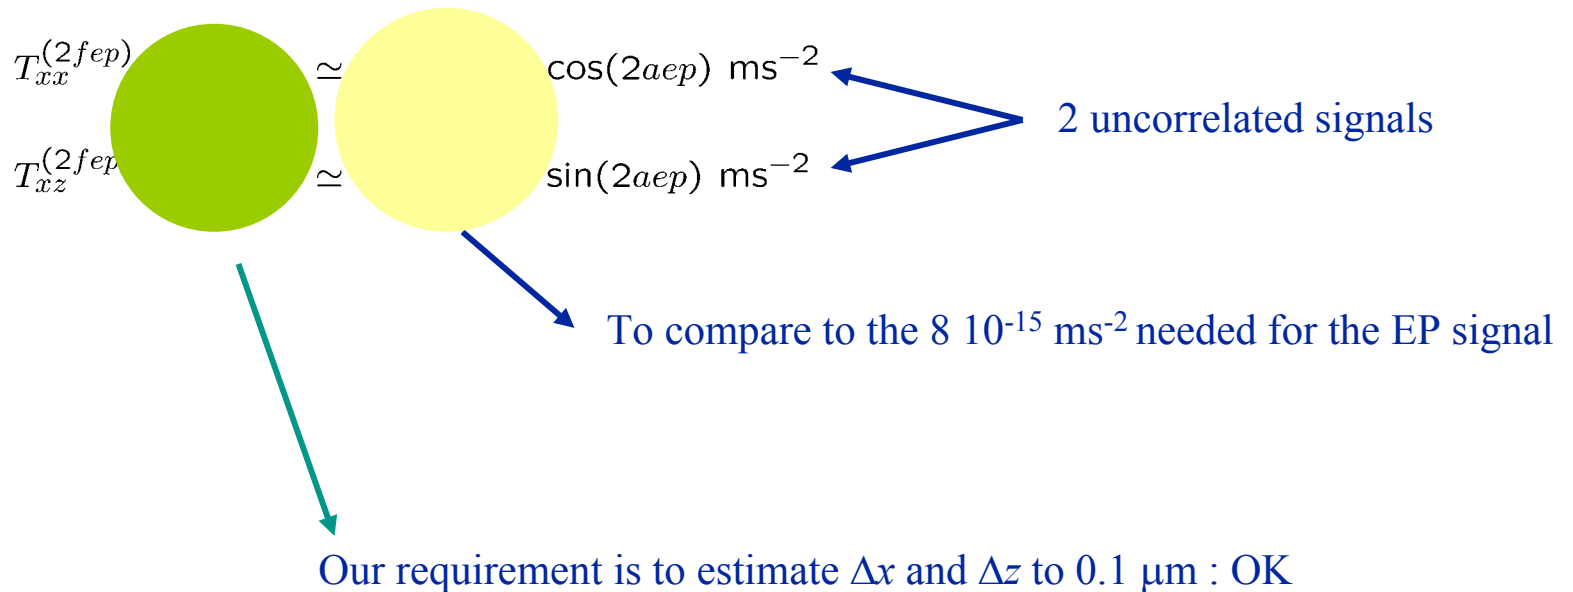 T_{xx}^{(2fep)} ≃ cos(2aep) ms^{−2}
2 uncorrelated signals
T_{xz}^{(2fep} ≃ sin(2aep) ms^{−2}
To compare to the 8 10^{-15} ms^{-2} needed for the EP signal
Our requirement is to estimate Δx and Δz to 0.1 μm : OK